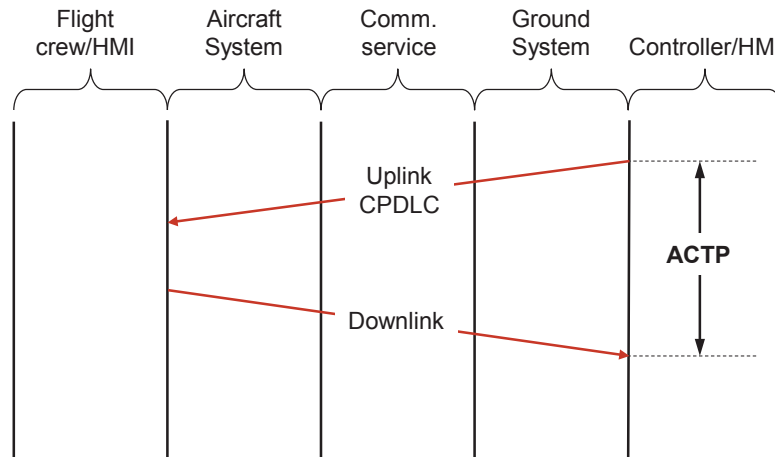 Flight
crew/HMI
Aircraft
System
Comm.
service
Ground
System
Controller/HM
Uplink
CPDLC
ACTP
Downlink